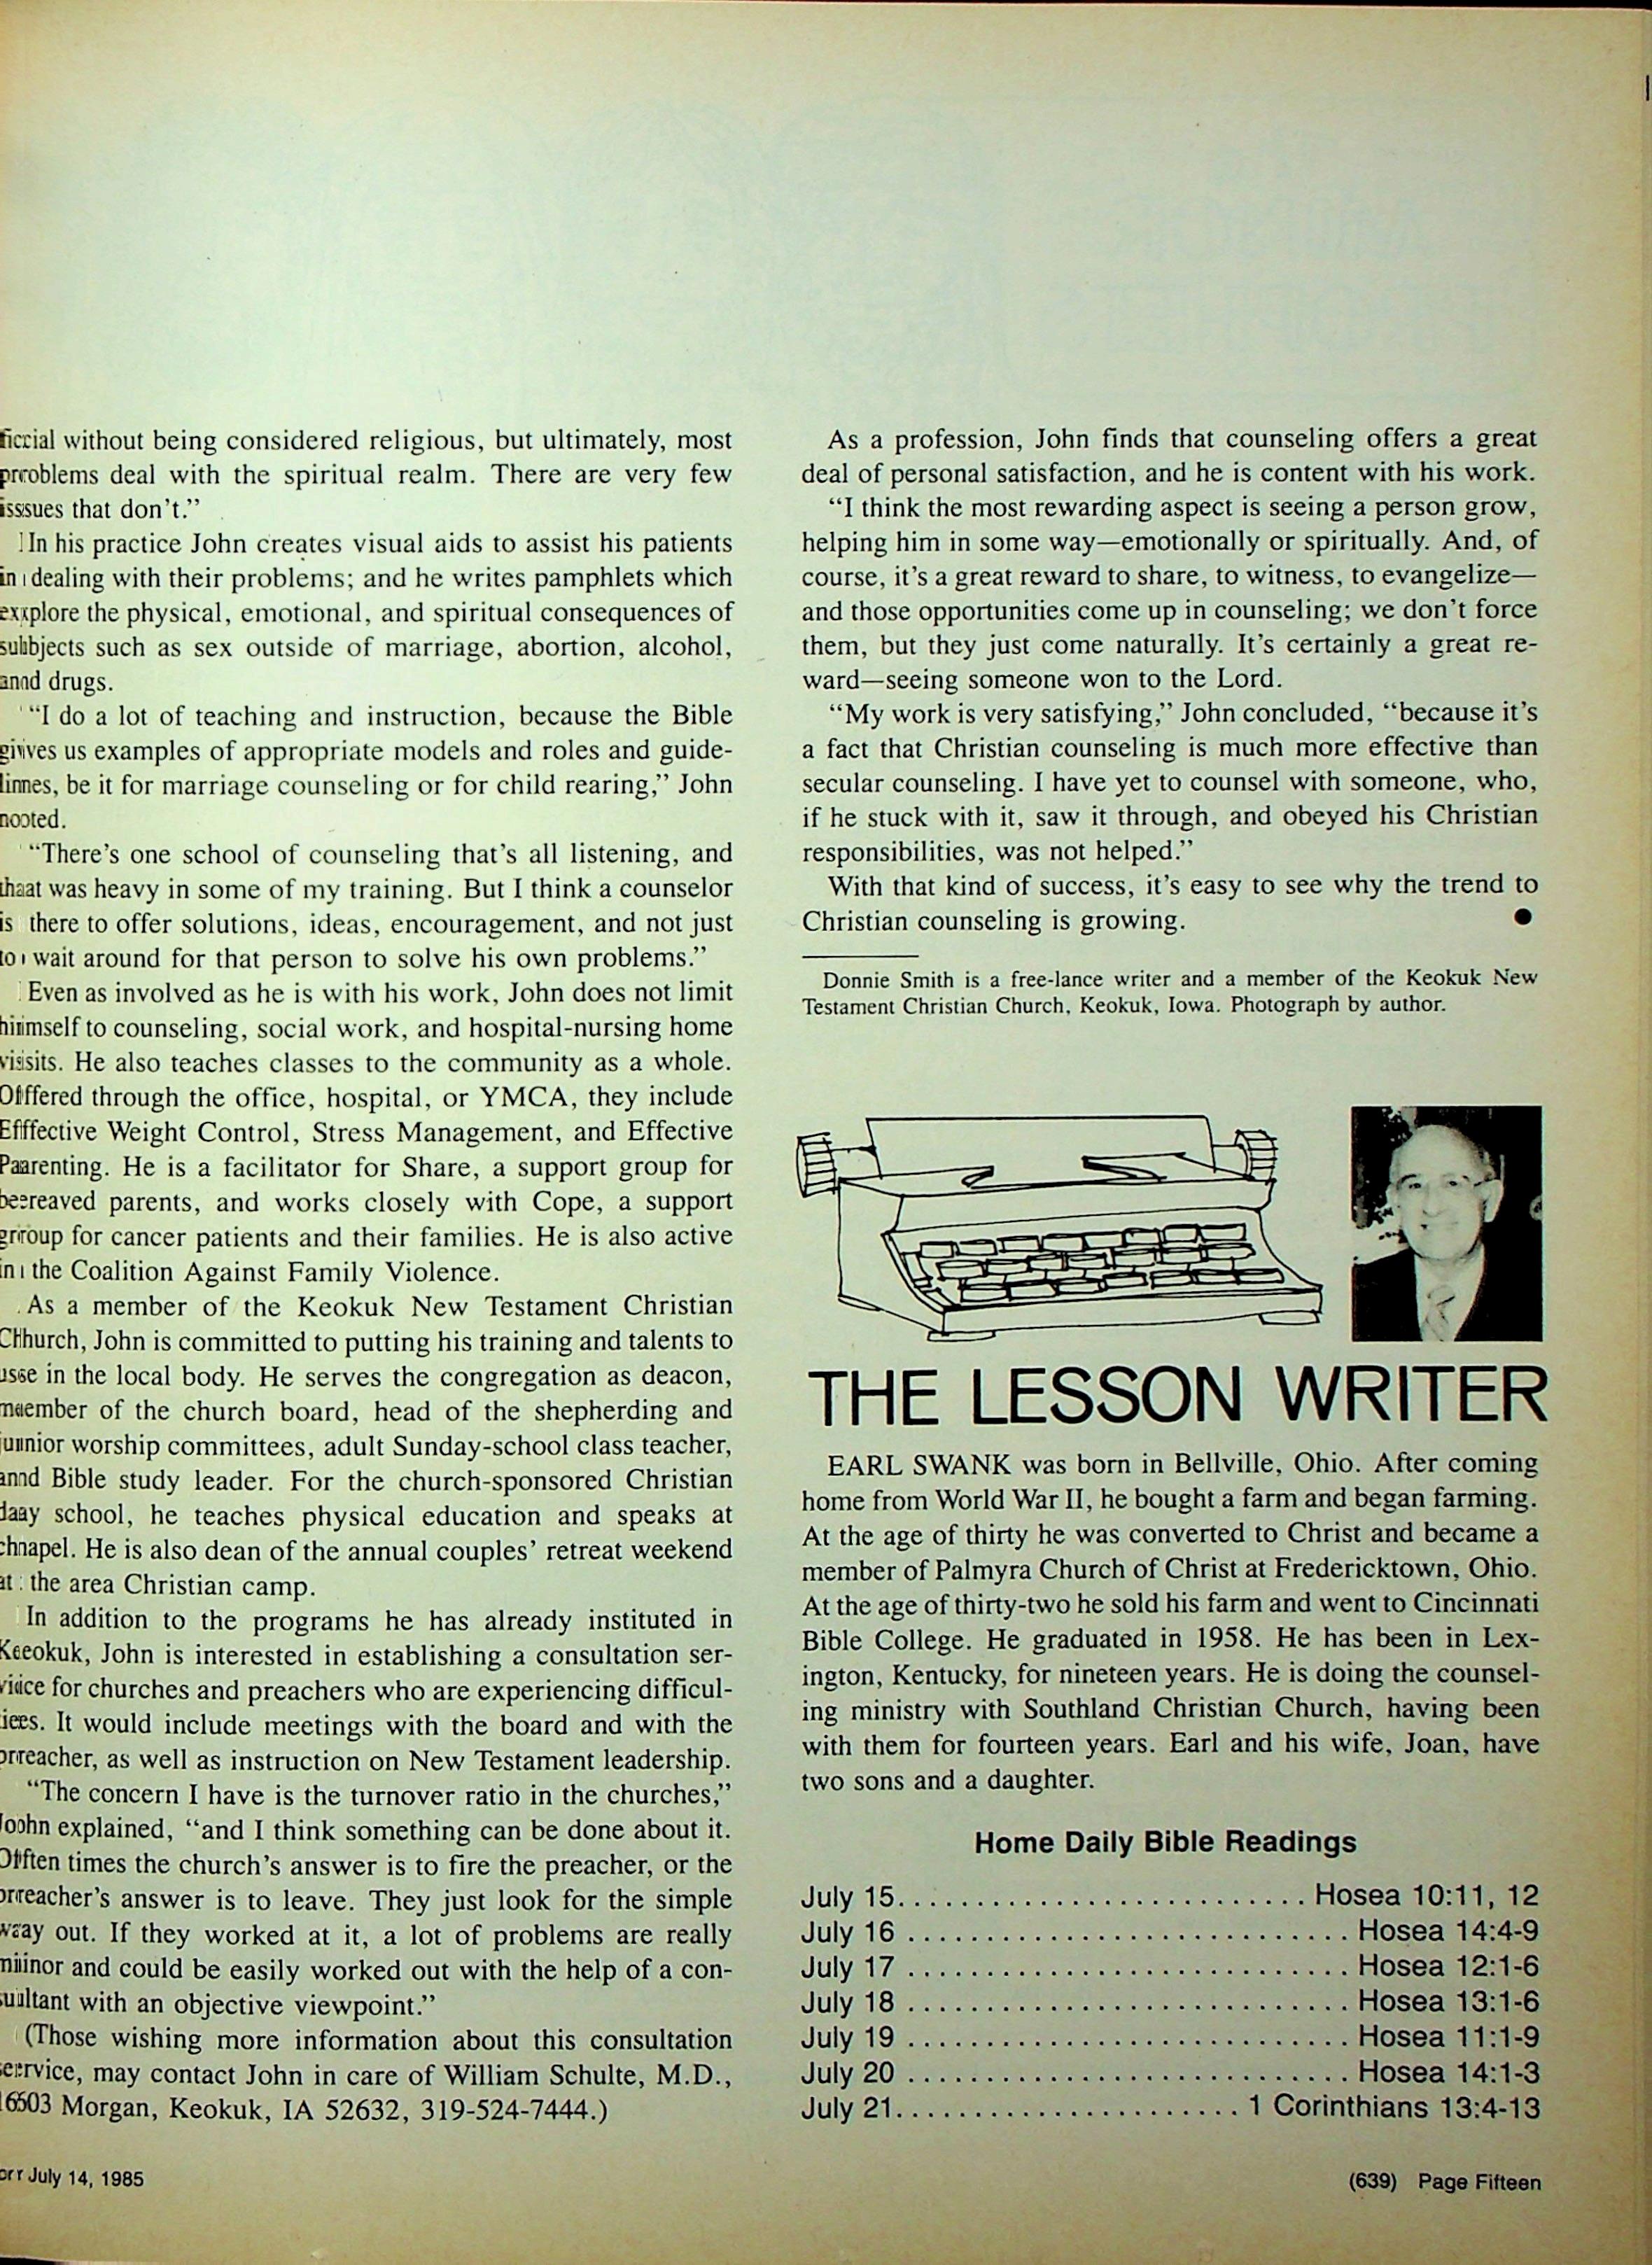 ficial without being considered religious, but ultimately, most
problems deal with the spiritual realm. There are very few
issues that don't.”
In his practice John creates visual aids to assist his patients
in dealing with their problems; and he writes pamphlets which
explore the physical, emotional, and spiritual consequences of
subjects such as sex outside of marriage, abortion, alcohol,
and drugs.
“I do a lot of teaching and instruction, because the Bible
gives us examples of appropriate models and roles and guide-
lines, be it for marriage counseling or for child rearing,” John
noted.
“There's one school of counseling that's all listening, and
that was heavy in some of my training. But I think a counselor
is there to offer solutions, ideas, encouragement, and not just
to wait around for that person to solve his own problems.”
Even as involved as he is with his work, John does not limit
himself to counseling, social work, and hospital-nursing home
visits. He also teaches classes to the community as a whole.
Offered through the office, hospital, or YMCA, they include
Effective Weight Control, Stress Management, and Effective
Parenting. He is a facilitator for Share, a support group for
bereaved parents, and works closely with Cope, a support
group for cancer patients and their families. He is also active
in the Coalition Against Family Violence.
As a member of the Keokuk New Testament Christian
Church, John is committed to putting his training and talents to
use in the local body. He serves the congregation as deacon,
member of the church board, head of the shepherding and
junior worship committees, adult Sunday-school class teacher,
and Bible study leader. For the church-sponsored Christian
day school, he teaches physical education and speaks at
chapel. He is also dean of the annual couples' retreat weekend
at the area Christian camp.
In addition to the programs he has already instituted in
Keokuk, John is interested in establishing a consultation ser-
vice for churches and preachers who are experiencing difficul-
ties. It would include meetings with the board and with the
preacher, as well as instruction on New Testament leadership.
“The concern I have is the turnover ratio in the churches,”
John explained, “and I think something can be done about it.
Often times the church's answer is to fire the preacher, or the
preacher's answer is to leave. They just look for the simple
way out. If they worked at it, a lot of problems are really
minor and could be easily worked out with the help of a con-
sultant with an objective viewpoint.”
(Those wishing more information about this consultation
service, may contact John in care of William Schulte, M.D.,
Morgan, Keokuk, IA 52632, 319-524-7444.)
As a profession, John finds that counseling offers a great
deal of personal satisfaction, and he is content with his work.
“I think the most rewarding aspect is seeing a person grow,
helping him in some way—emotionally or spiritually. And, of
course, it's a great reward to share, to witness, to evangelize—
and those opportunities come up in counseling; we don't force
them, but they just come naturally. It's certainly a great re-
ward—seeing someone won to the Lord.
“My work is very satisfying,” John concluded, “because it's
a fact that Christian counseling is much more effective than
secular counseling. I have yet to counsel with someone, who,
if he stuck with it, saw it through, and obeyed his Christian
responsibilities, was not helped.”
With that kind of success, it's easy to see why the trend to
Christian counseling is growing. ●
Donnie Smith is a free-lance writer and a member of the Keokuk New
Testament Christian Church, Keokuk, Iowa. Photograph by author.
THE LESSON WRITER
EARL SWANK was born in Bellville, Ohio. After coming
home from World War II, he bought a farm and began farming.
At the age of thirty he was converted to Christ and became a
member of Palmyra Church of Christ at Fredericktown, Ohio.
At the age of thirty-two he sold his farm and went to Cincinnati
Bible College. He graduated in 1958. He has been in Lex-
ington, Kentucky, for nineteen years. He is doing the counsel-
ing ministry with Southland Christian Church, having been
with them for fourteen years. Earl and his wife, Joan, have
two sons and a daughter.
Home Daily Bible Readings
July 15............................Hosea 10:11, 12
July 16..............................Hosea 14:4-9
July 17..............................Hosea 12:1-6
July 18..............................Hosea 13:1-6
July 19..............................Hosea 11:1-9
July 20..............................Hosea 14:1-3
July 21........................1 Corinthians 13:4-13
July 14, 1985
(639) Page Fifteen